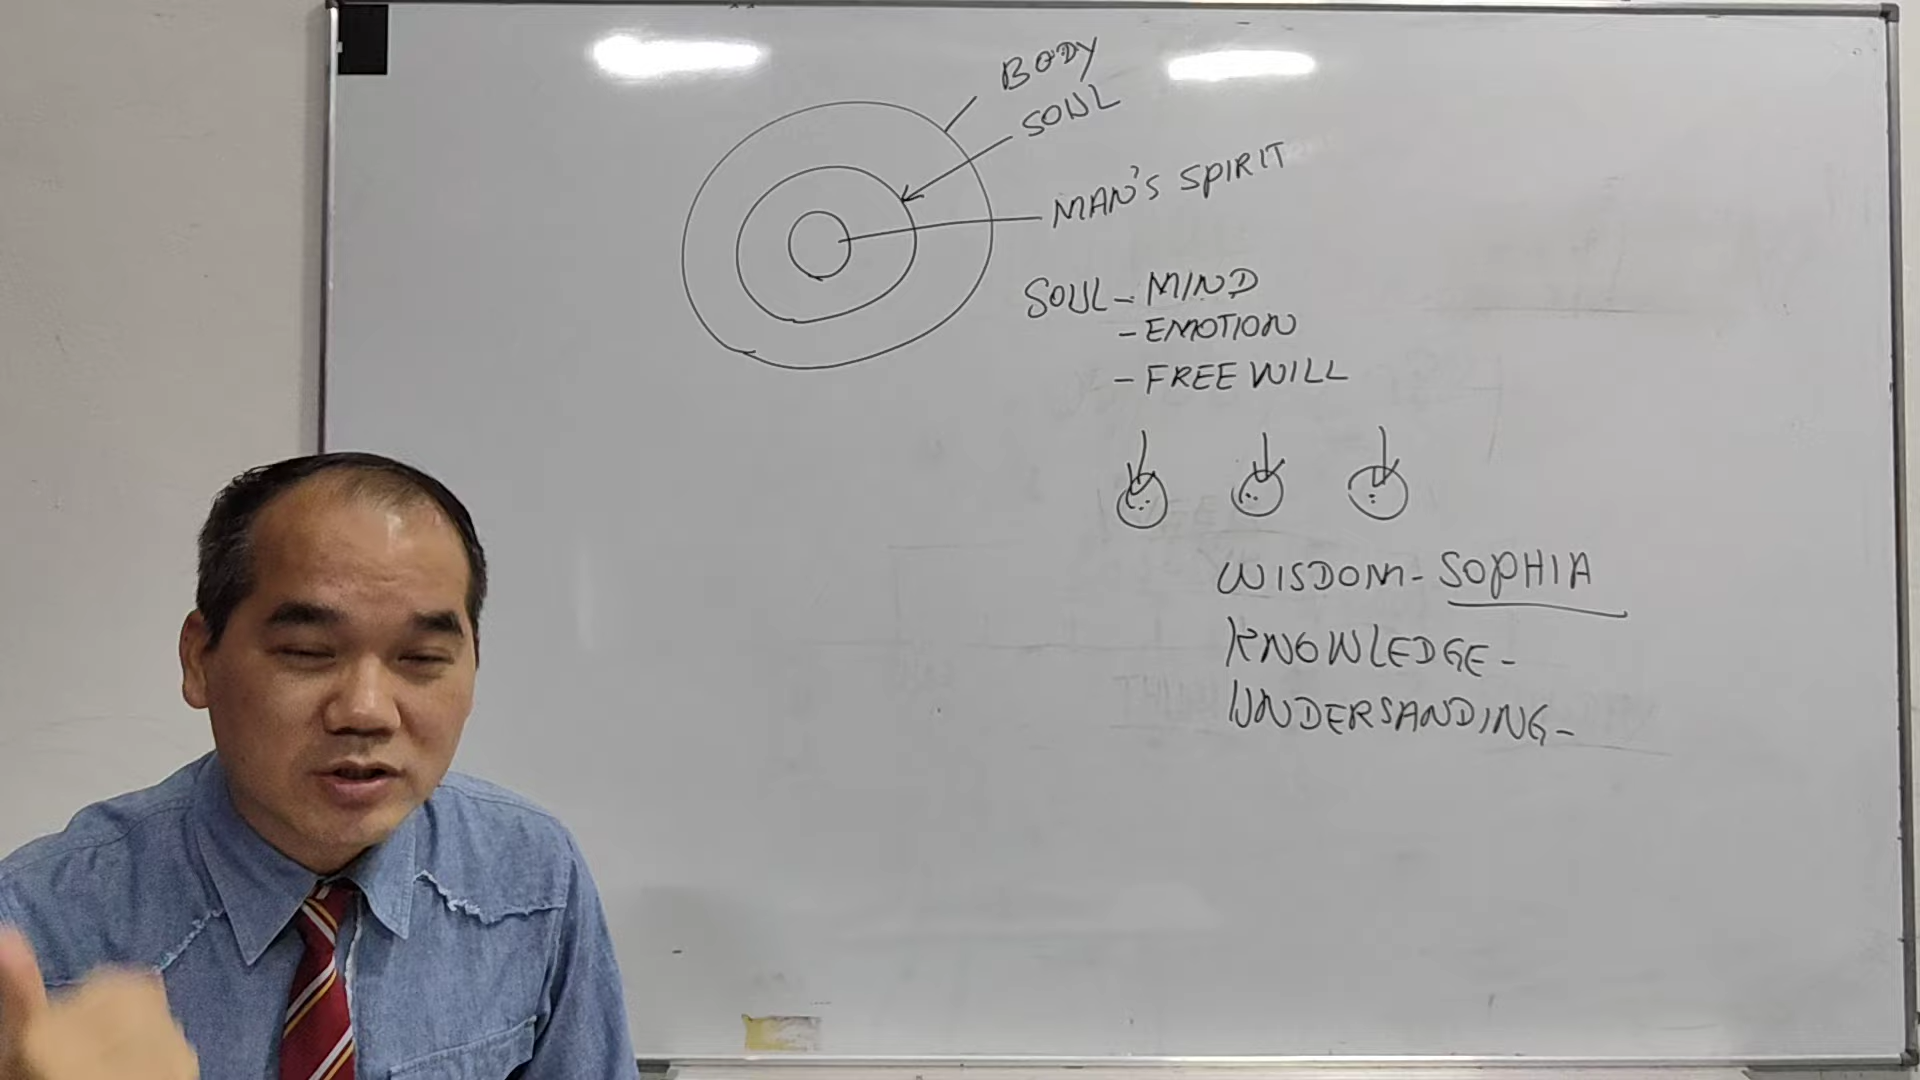 BODY
SOUL
MAN'S SPIRIT
SOUL - MIND
- EMOTION
- FREE WILL
WISDOM - SOPHIA
KNOWLEDGE -
UNDERSANDING -